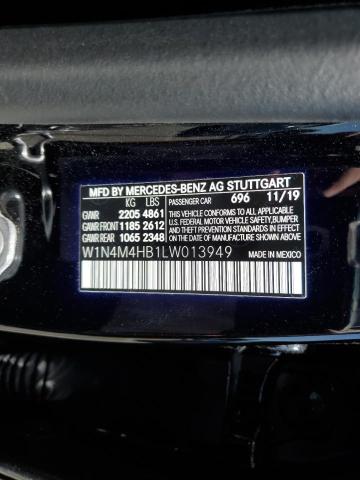 MFD BY MERCEDES-BENZ AG STUTTGART
KG LBS PASSENGER CAR 696 11/19
GVWR 2205 4861 THIS VEHICLE CONFORMS TO ALL APPLICABLE
GAWR FRONT 1185 2612 U.S. FEDERAL MOTOR VEHICLE SAFETY, BUMPER
GAWR REAR 1065 2348 AND THEFT PREVENTION STANDARDS IN EFFECT
ON THE DATE OF MANUFACTURE SHOWN ABOVE.
W1N4M4HB1LW013949 MADE IN MEXICO